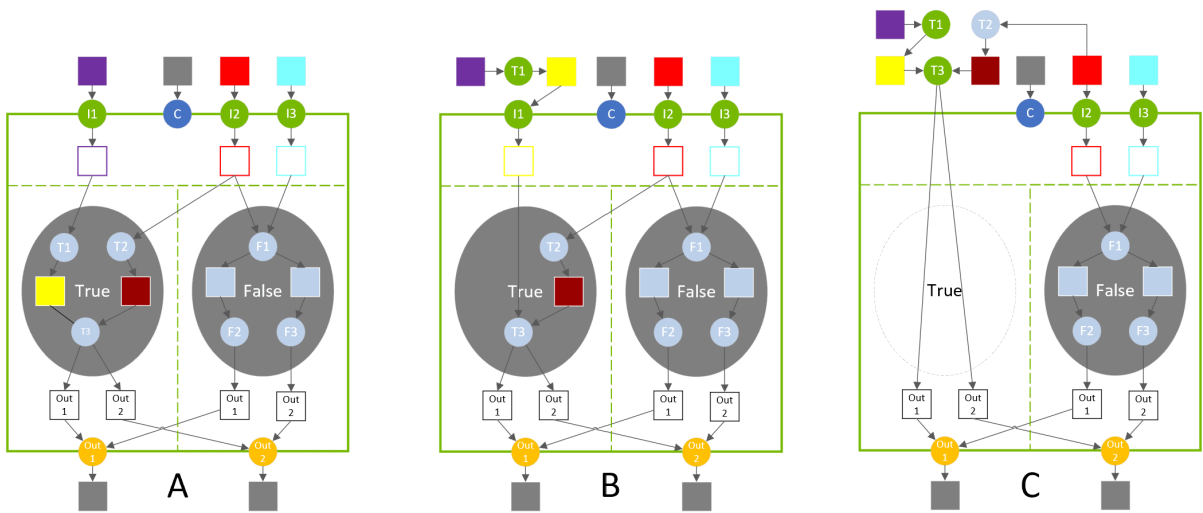 I1 C I2 I3
T1 T2 F1
True False
T3 F2 F3
Out 1 Out 2 Out 1 Out 2
Out 1 Out 2
A
T1
I1 C I2 I3
T2 F1
True False
T3 F2 F3
Out 1 Out 2 Out 1 Out 2
Out 1 Out 2
B
T1 T2
T3
C I2 I3
F1
True False
F2 F3
Out 1 Out 2 Out 1 Out 2
Out 1 Out 2
C